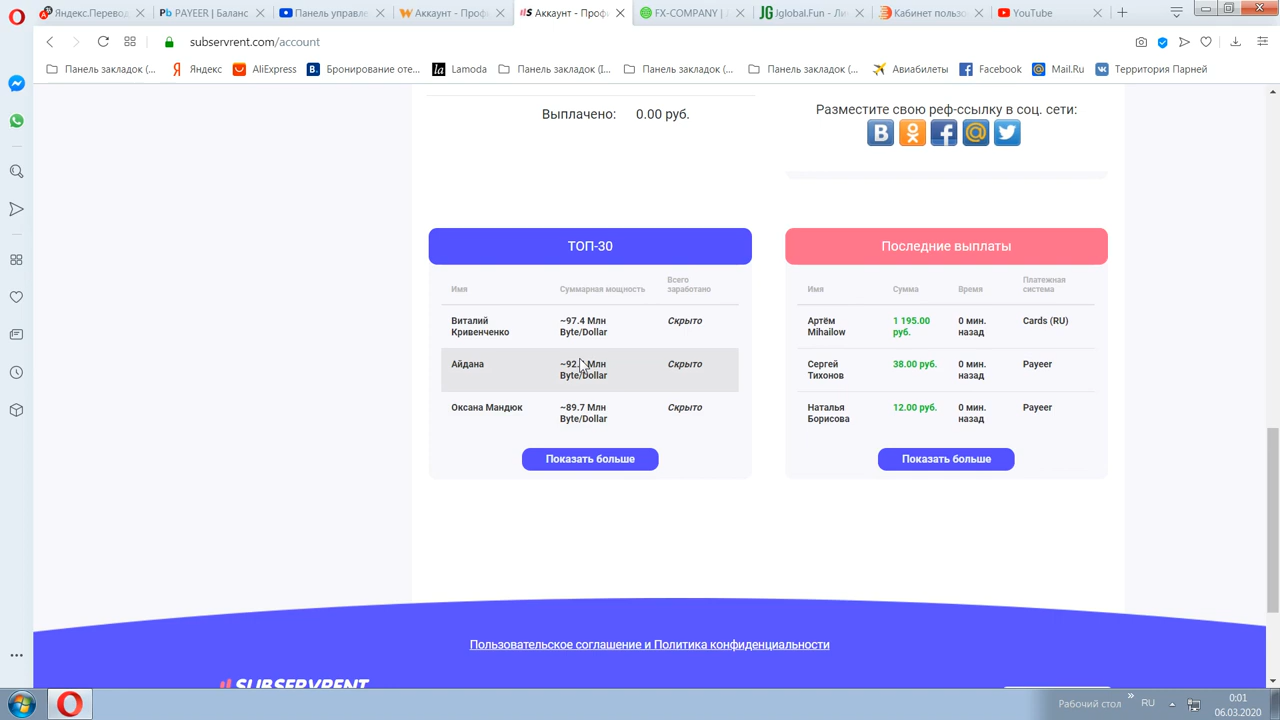 Яндекс.Перевод
PAYEER | Баланс
Панель управле
Аккаунт - Профи
Аккаунт - Профи
FX-COMPANY |
Jglobal.Fun - Ли
Кабинет пользо
YouTube
subservrent.com/account
Панель закладок (...
Яндекс
AliExpress
Бронирование оте...
Lamoda
Панель закладок (I...
Панель закладок (...
Панель закладок (...
Авиабилеты
Facebook
Mail.Ru
Территория Парней
Выплачено: 0.00 руб.
Разместите свою реф-ссылку в соц. сети:
ТОП-30
Имя Суммарная мощность Всего заработано
Виталий Кривенченко ~97.4 Млн Byte/Dollar Скрыто
Айдана Млн Byte/Dollar Скрыто
Оксана Мандюк ~89.7 Млн Byte/Dollar Скрыто
Показать больше
Последние выплаты
Имя Сумма Время Платежная система
Артём Mihailow 1 195.00 руб. 0 мин. назад Cards (RU)
Сергей Тихонов 38.00 руб. 0 мин. назад Payeer
Наталья Борисова 12.00 руб. 0 мин. назад Payeer
Показать больше
Пользовательское соглашение и Политика конфиденциальности
SUBSERVRENT
Рабочий стол
RU
0:01
06.03.2020